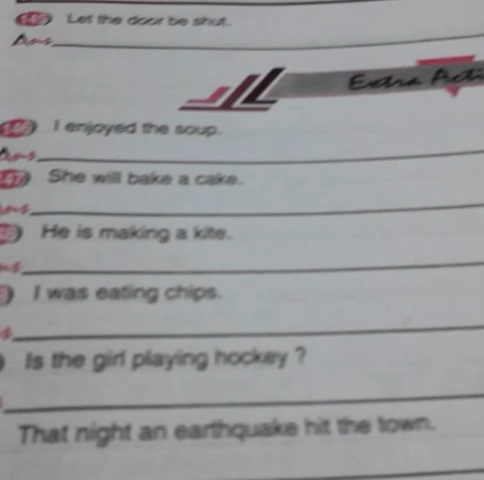 145) Let the door be shut.
Ans
Extra Acti
146) I enjoyed the soup.
Ans
147) She will bake a cake.
ns
) He is making a kite.
ns
) I was eating chips.
s
) Is the girl playing hockey ?
That night an earthquake hit the town.